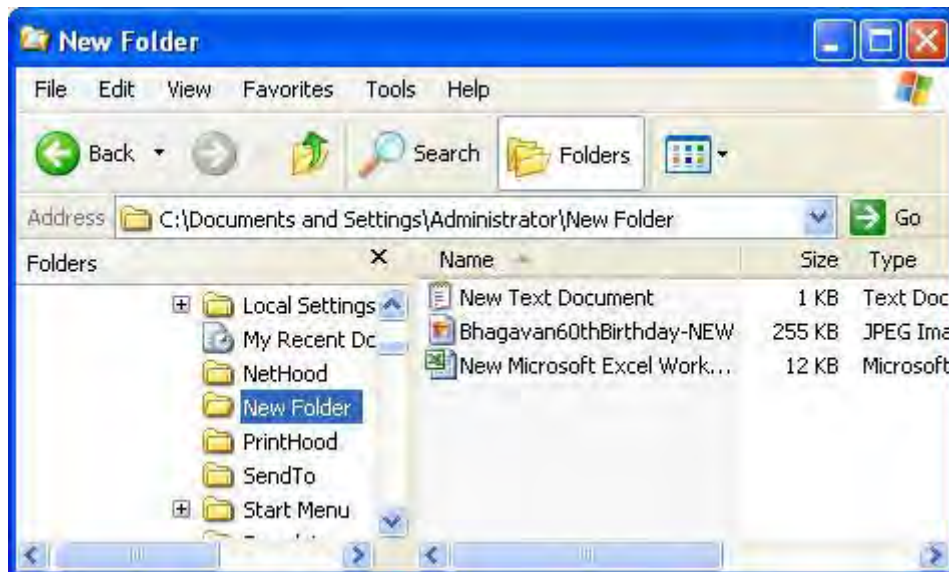 New Folder
File Edit View Favorites Tools Help
Back Search Folders
Address C:\Documents and Settings\Administrator\New Folder Go
Folders Name Size Type
Local Settings
My Recent Dc
NetHood
New Folder
PrintHood
SendTo
Start Menu
New Text Document 1 KB Text Doc
Bhagavan60thBirthday-NEW 255 KB JPEG Ima
New Microsoft Excel Work... 12 KB Microsoft